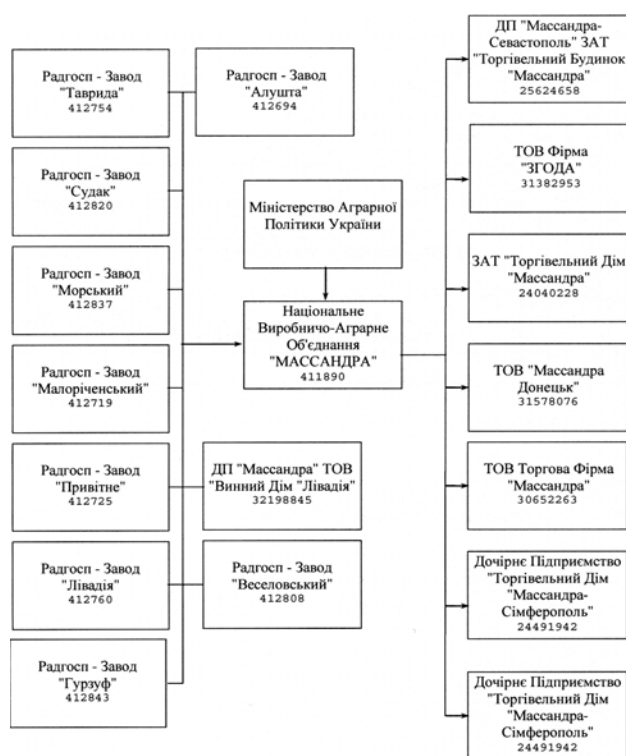 Радгосп - Завод
"Таврида"
412754
Радгосп - Завод
"Алушта"
412694
Радгосп - Завод
"Судак"
412820
Радгосп - Завод
"Морський"
412837
Радгосп - Завод
"Малоріченський"
412719
Радгосп - Завод
"Привітне"
412725
Радгосп - Завод
"Лівадія"
412760
Радгосп - Завод
"Гурзуф"
412843
Міністерство Аграрної
Політики України
Національне
Виробничо-Аграрне
Об'єднання
"МАССАНДРА"
411890
ДП "Массандра" ТОВ
"Винний Дім "Лівадія"
32198845
Радгосп - Завод
"Веселовський"
412808
ДП "Массандра-
Севастополь" ЗАТ
"Торгівельний Будинок
"Массандра"
25624658
ТОВ Фірма
"ЗГОДА"
31382953
ЗАТ "Торгівельний Дім
"Массандра"
24040228
ТОВ "Массандра
Донецьк"
31578076
ТОВ Торгова Фірма
"Массандра"
30652263
Дочірнє Підприємство
"Торгівельний Дім
"Массандра-
Сімферополь"
24491942
Дочірнє Підприємство
"Торгівельний Дім
"Массандра-
Сімферополь"
24491942